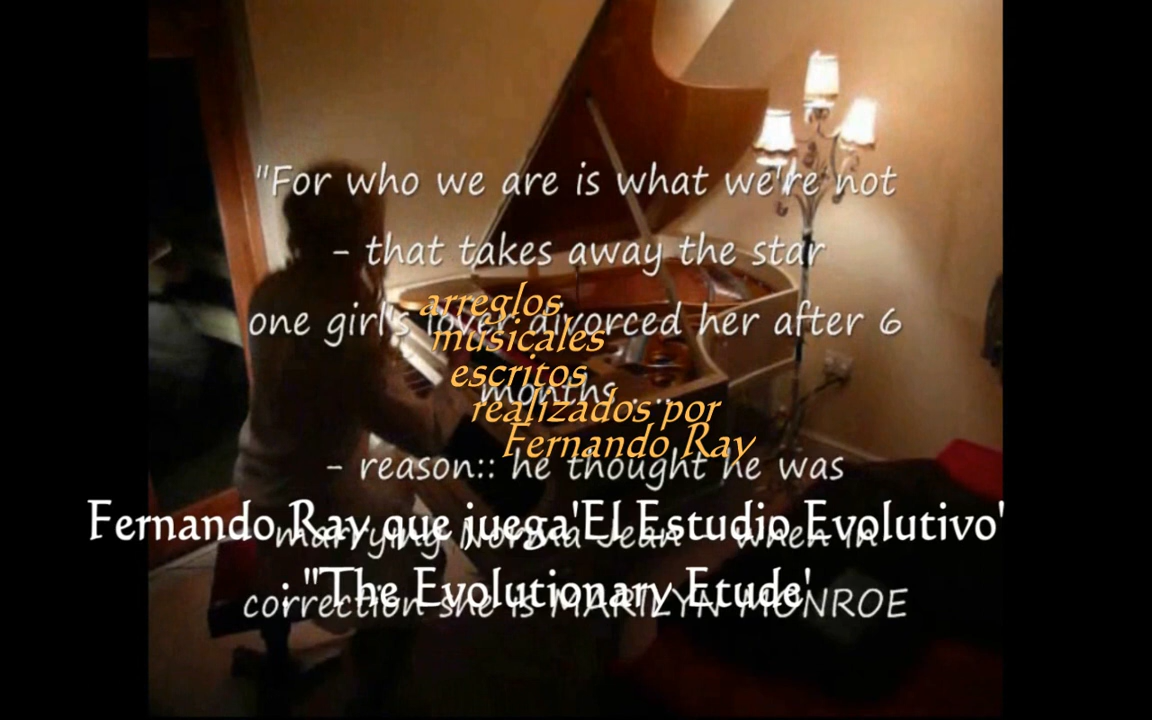 "For who we are is what we're not
- that takes away the star
one girl's lover divorced her after 6
months ...
- reason:: he thought he was
marrying Norma Jean - when in
correction she is MARILYN MONROE
arreglos
musicales
escritos
realizados por
Fernando Ray
Fernando Ray que juega'El Estudio Evolutivo'
: "The Evolutionary Etude'